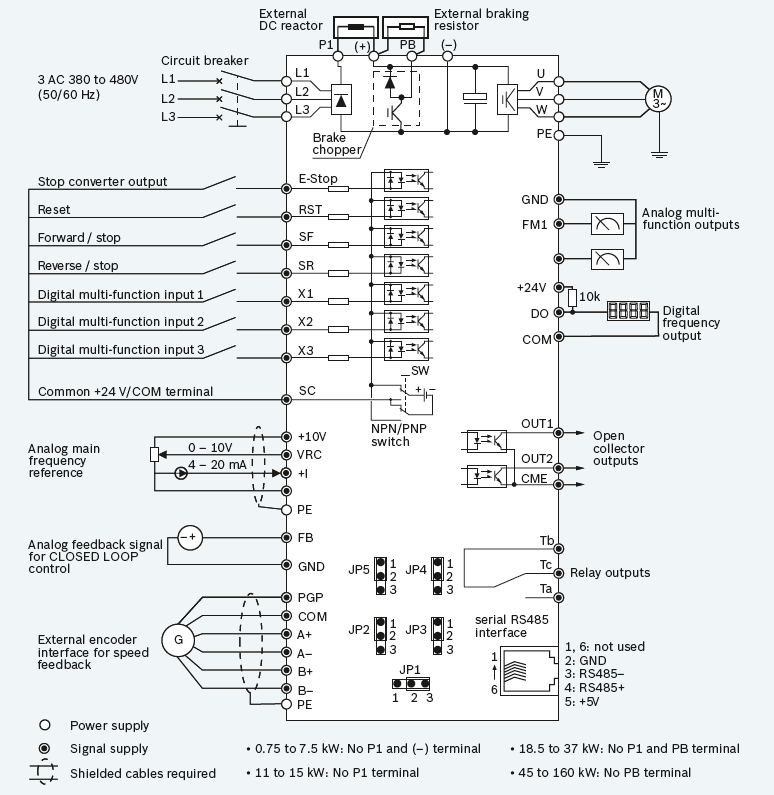 External
DC reactor
External braking
resistor
P1
(+)
PB
(−)
Circuit breaker
3 AC 380 to 480V
(50/60 Hz)
L1
L2
L3
L1
L2
L3
U
V
W
PE
M
3~
Brake
chopper
Stop converter output
E-Stop
Reset
RST
Forward / stop
SF
Reverse / stop
SR
Digital multi-function input 1
X1
Digital multi-function input 2
X2
Digital multi-function input 3
X3
Common +24 V/COM terminal
SC
SW
+ −
NPN/PNP
switch
GND
FM1
Analog multi-
function outputs
+24V
10k
DO
COM
Digital
frequency
output
Analog main
frequency
reference
0 – 10V
4 – 20 mA
+10V
VRC
+I
PE
OUT1
OUT2
CME
Open
collector
outputs
Analog feedback signal
for CLOSED LOOP
control
− +
FB
GND
Tb
Tc
Ta
Relay outputs
JP5
1
2
3
JP4
1
2
3
JP2
1
2
3
JP3
1
2
3
JP1
1 2 3
External encoder
interface for speed
feedback
G
PGP
COM
A+
A−
B+
B−
PE
serial RS485
interface
1
6
1, 6: not used
2: GND
3: RS485−
4: RS485+
5: +5V
Power supply
Signal supply
Shielded cables required
• 0.75 to 7.5 kW: No P1 and (−) terminal
• 11 to 15 kW: No P1 terminal
• 18.5 to 37 kW: No P1 and PB terminal
• 45 to 160 kW: No PB terminal